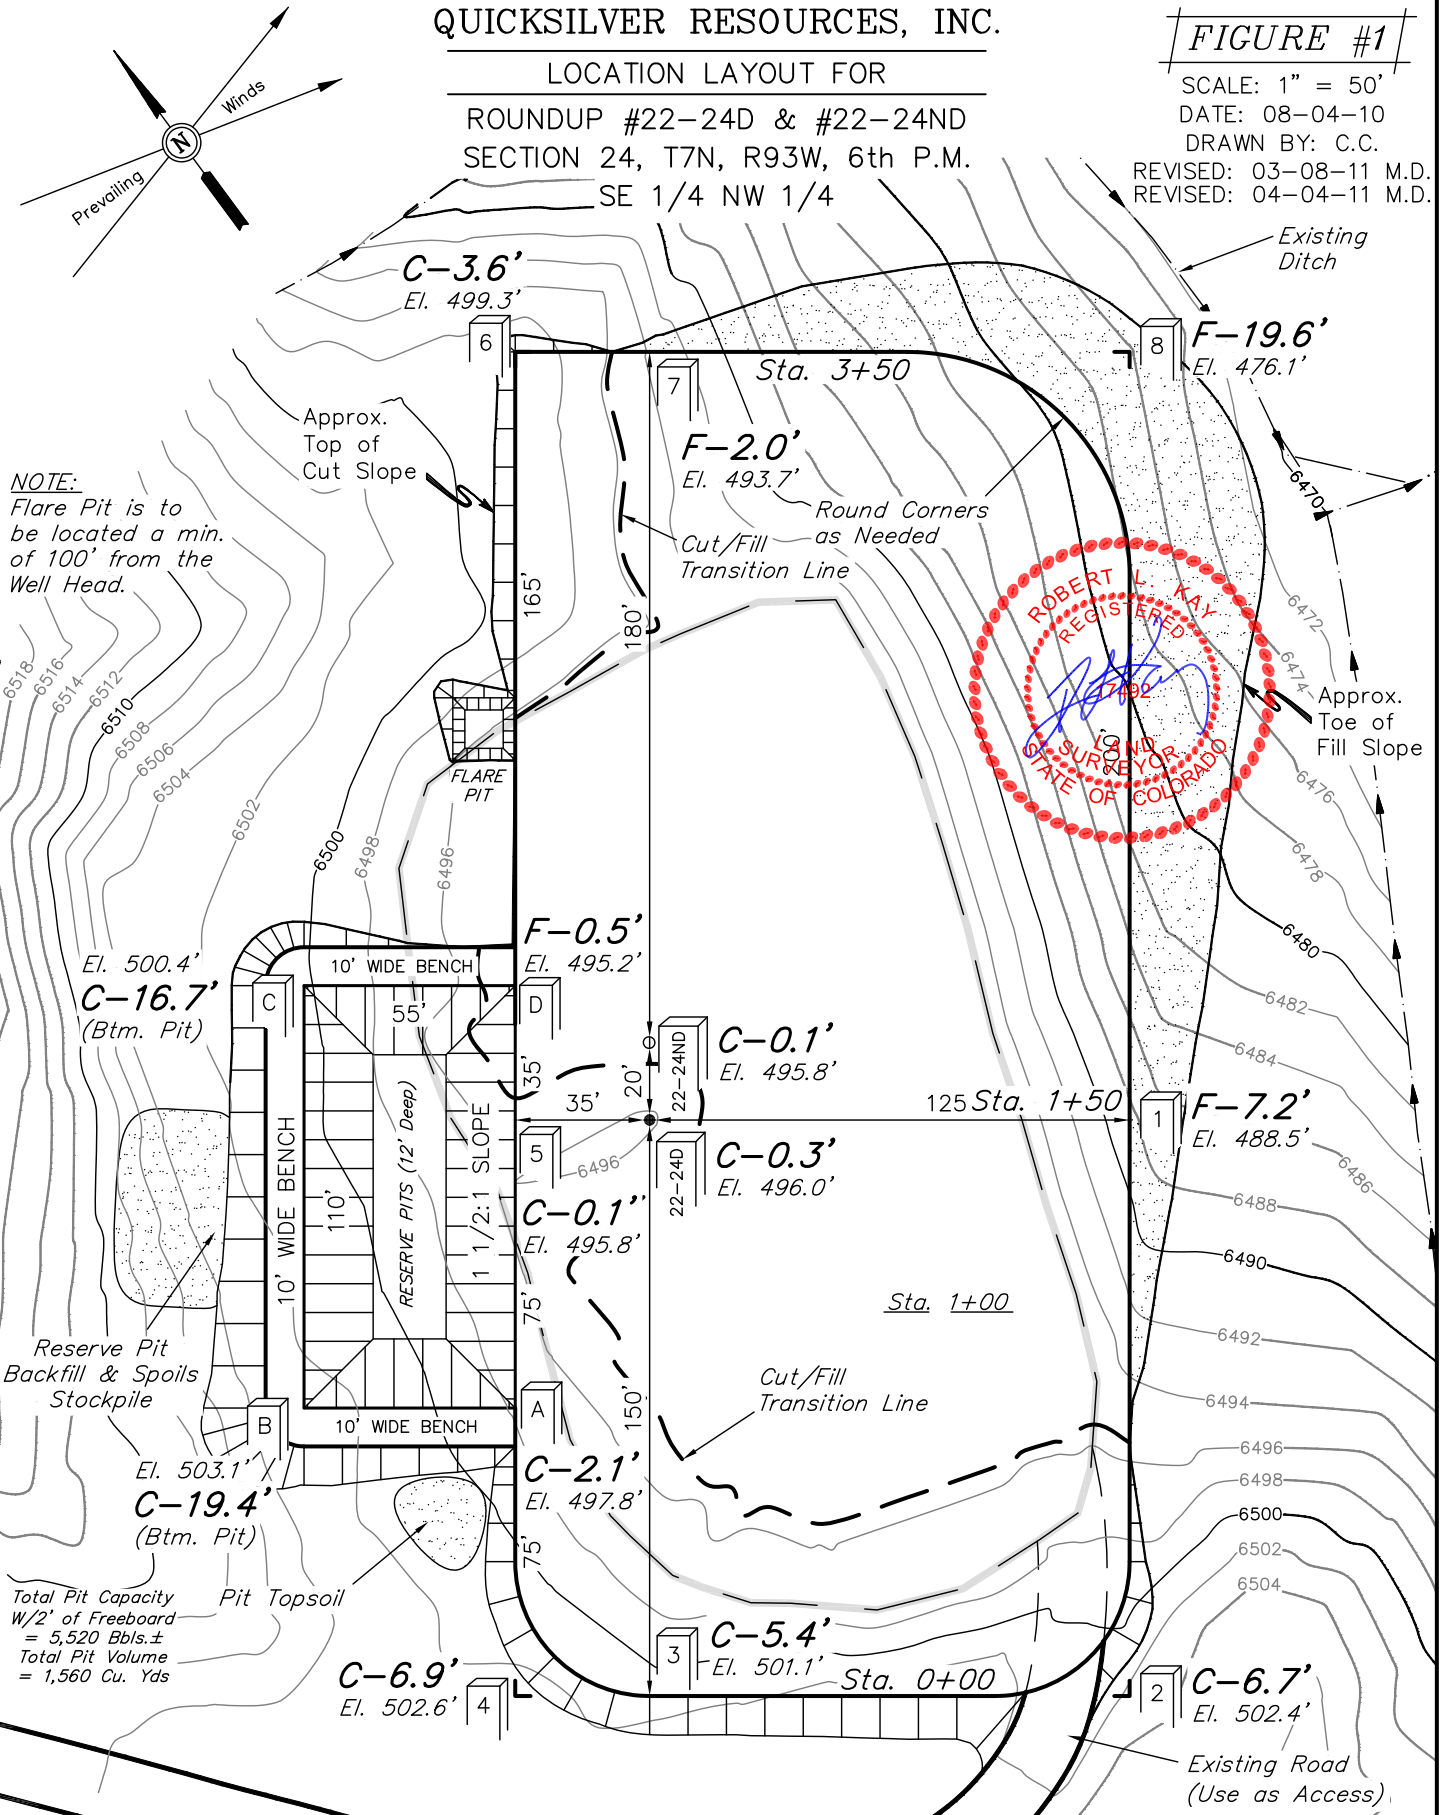 QUICKSILVER RESOURCES, INC.
LOCATION LAYOUT FOR
ROUNDUP #22-24D & #22-24ND
SECTION 24, T7N, R93W, 6th P.M.
SE 1/4 NW 1/4
FIGURE #1
SCALE: 1" = 50'
DATE: 08-04-10
DRAWN BY: C.C.
REVISED: 03-08-11 M.D.
REVISED: 04-04-11 M.D.
Winds
N
Prevailing
Existing
Ditch
C-3.6'
El. 499.3'
6
7
Sta. 3+50
8
F-19.6'
El. 476.1'
Approx.
Top of
Cut Slope
F-2.0'
El. 493.7'
NOTE:
Flare Pit is to
be located a min.
of 100' from the
Well Head.
Round Corners
as Needed
Cut/Fill
Transition Line
6470
165'
180'
ROBERT L. KAY
REGISTERED
17492
LAND
SURVEYOR
STATE OF COLORADO
200'
6472
6474
Approx.
Toe of
Fill Slope
6476
6478
6480
6482
6484
6486
6488
6490
6492
6494
6496
6498
6500
6502
6504
6518
6516
6514
6512
6510
6508
6506
6504
6502
6500
6498
6496
FLARE
PIT
F-0.5'
El. 495.2'
El. 500.4'
C-16.7'
(Btm. Pit)
10' WIDE BENCH
C
D
55'
35'
35'
20'
22-24ND
C-0.1'
El. 495.8'
125
Sta. 1+50
1
F-7.2'
El. 488.5'
5
6496
22-24D
C-0.3'
El. 496.0'
C-0.1''
El. 495.8'
10' WIDE BENCH
110'
RESERVE PITS (12' Deep)
1 1/2:1 SLOPE
75'
Sta. 1+00
Reserve Pit
Backfill & Spoils
Stockpile
Cut/Fill
Transition Line
150'
B
10' WIDE BENCH
A
El. 503.1'
C-19.4'
(Btm. Pit)
C-2.1'
El. 497.8'
75'
Total Pit Capacity
W/2' of Freeboard
= 5,520 Bbls.±
Total Pit Volume
= 1,560 Cu. Yds
Pit Topsoil
3
C-5.4'
El. 501.1'
Sta. 0+00
C-6.9'
El. 502.6'
4
2
C-6.7'
El. 502.4'
Existing Road
(Use as Access)